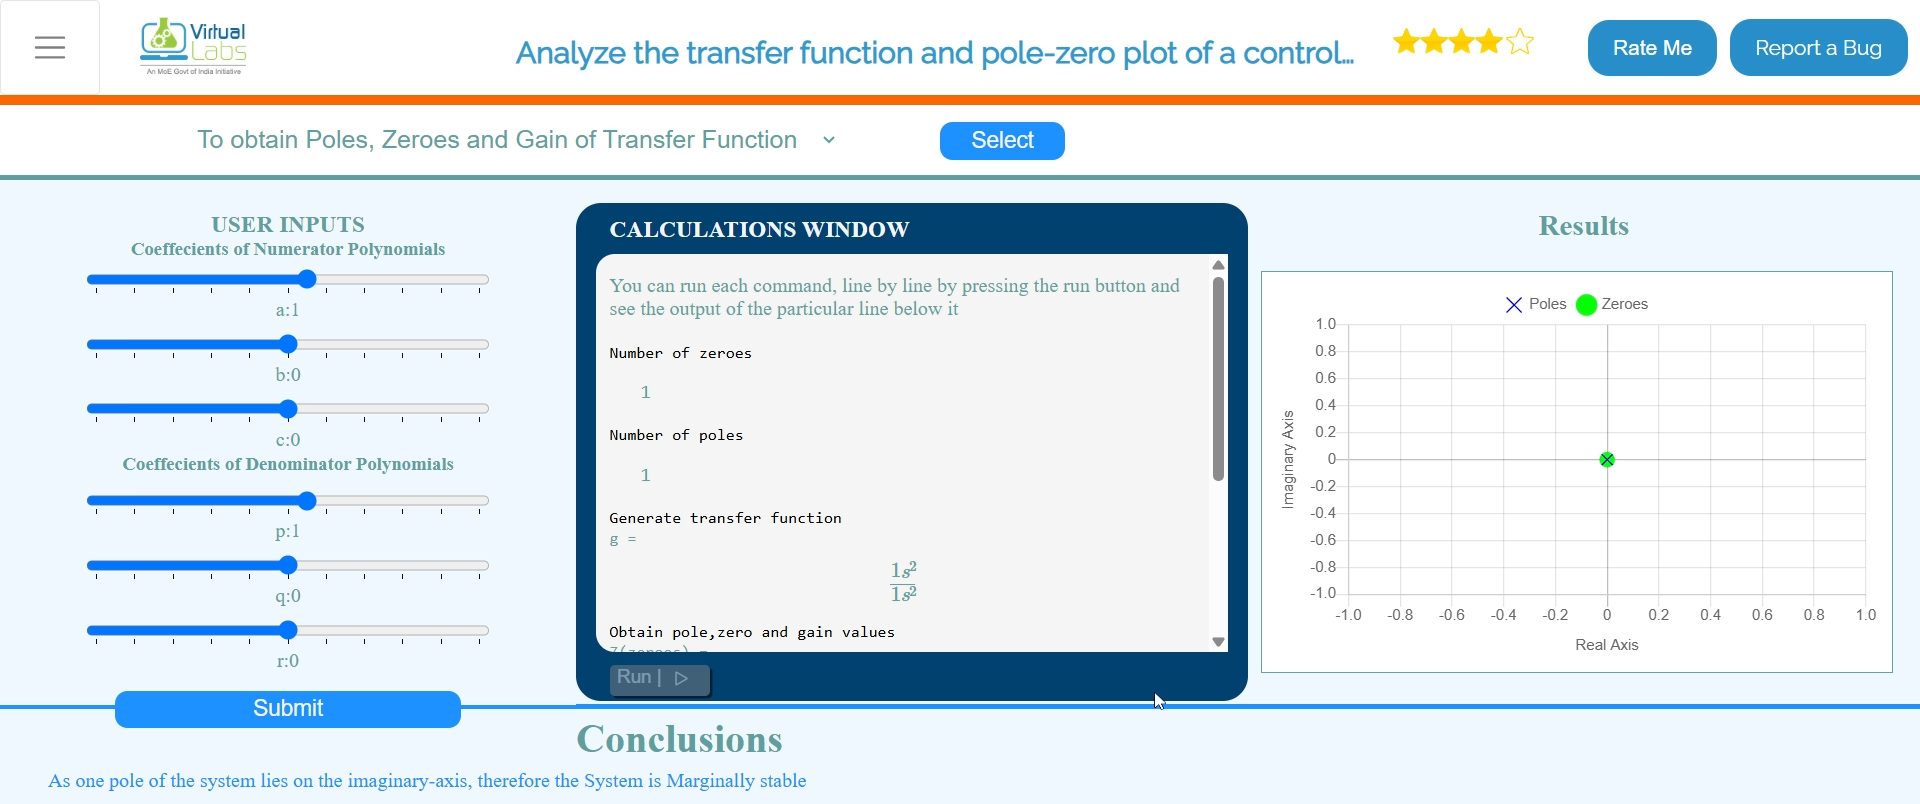 Virtual
Labs
An MoE Govt of India Initiative
Analyze the transfer function and pole-zero plot of a control...
Rate Me
Report a Bug
To obtain Poles, Zeroes and Gain of Transfer Function
Select
USER INPUTS
Coeffecients of Numerator Polynomials
a:1
b:0
c:0
Coeffecients of Denominator Polynomials
p:1
q:0
r:0
Submit
CALCULATIONS WINDOW
You can run each command, line by line by pressing the run button and
see the output of the particular line below it
Number of zeroes
1
Number of poles
1
Generate transfer function
g =
1s²
1s²
Obtain pole,zero and gain values
Z(zeroes) =
Run |
Results
Poles Zeroes
1.0
0.8
0.6
0.4
0.2
0
-0.2
-0.4
-0.6
-0.8
-1.0
Imaginary Axis
-1.0 -0.8 -0.6 -0.4 -0.2 0 0.2 0.4 0.6 0.8 1.0
Real Axis
Conclusions
As one pole of the system lies on the imaginary-axis, therefore the System is Marginally stable